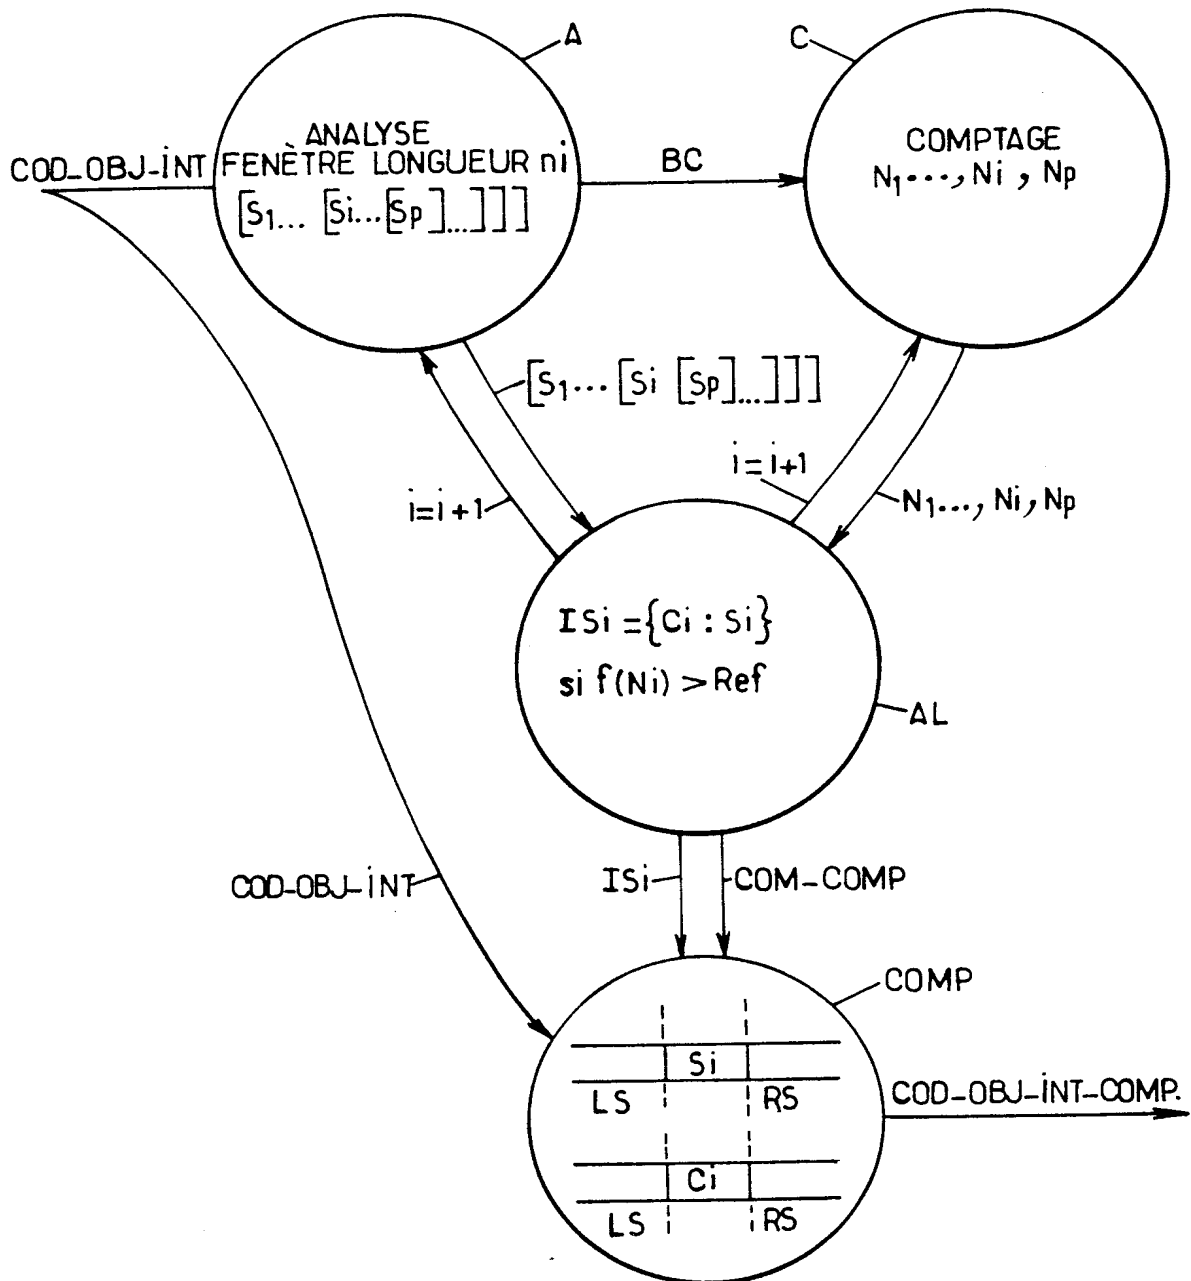 A
C
ANALYSE
COD_OBJ-INT FENÈTRE LONGUEUR ni
[S1... [Si...[Sp]...]]]
BC
COMPTAGE
N1..., Ni, Np
[S1... [Si [Sp]...]]]
i=i+1
i=i+1
N1..., Ni, Np
ISi={Ci : Si}
si f(Ni) > Ref
AL
COD-OBJ-INT
ISi
COM-COMP
COMP
Si
LS
RS
COD-OBJ-INT-COMP.
Ci
LS
RS